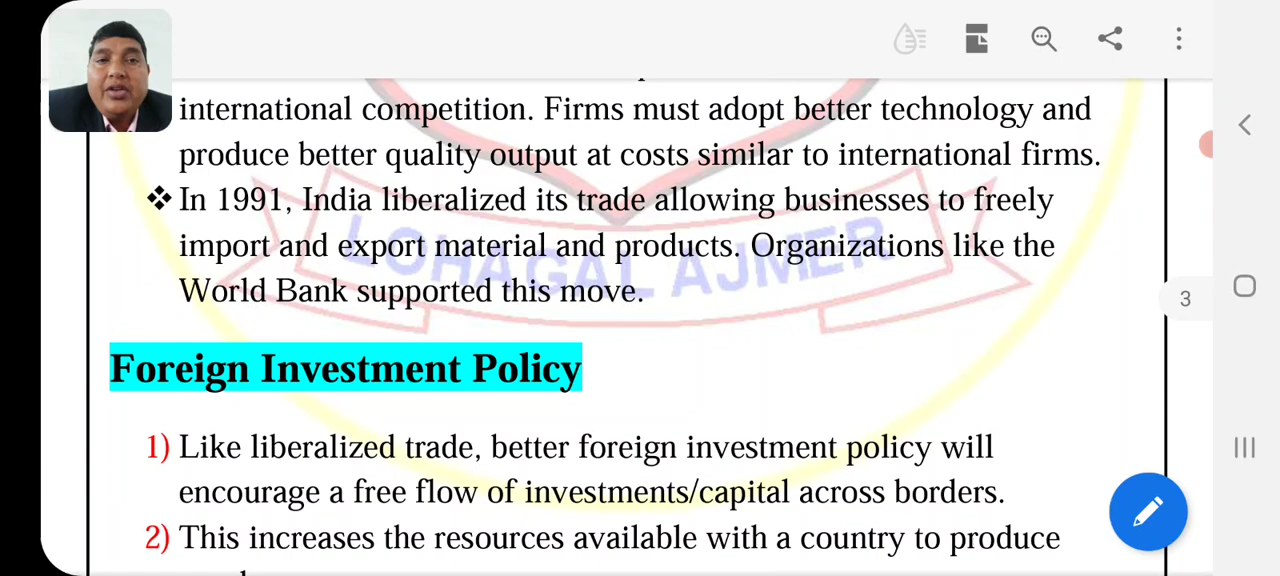 international competition. Firms must adopt better technology and
produce better quality output at costs similar to international firms.
❖ In 1991, India liberalized its trade allowing businesses to freely
import and export material and products. Organizations like the
World Bank supported this move.
LOHAGAL AJMER
3
Foreign Investment Policy
1) Like liberalized trade, better foreign investment policy will
encourage a free flow of investments/capital across borders.
2) This increases the resources available with a country to produce